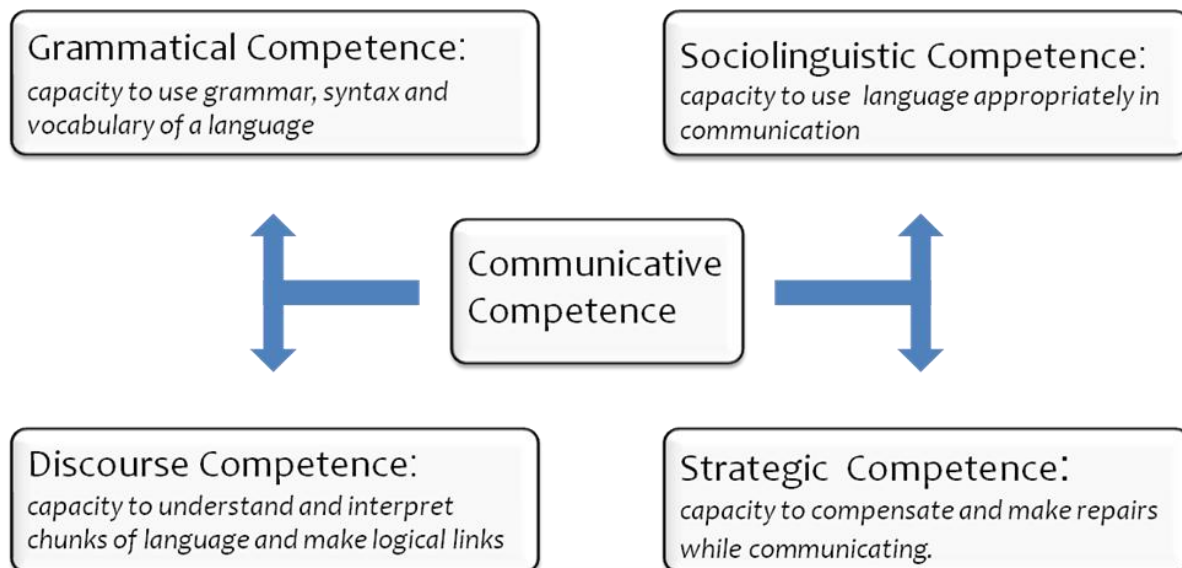 Grammatical Competence:
capacity to use grammar, syntax and
vocabulary of a language
Sociolinguistic Competence:
capacity to use language appropriately in
communication
Communicative
Competence
Discourse Competence:
capacity to understand and interpret
chunks of language and make logical links
Strategic Competence:
capacity to compensate and make repairs
while communicating.